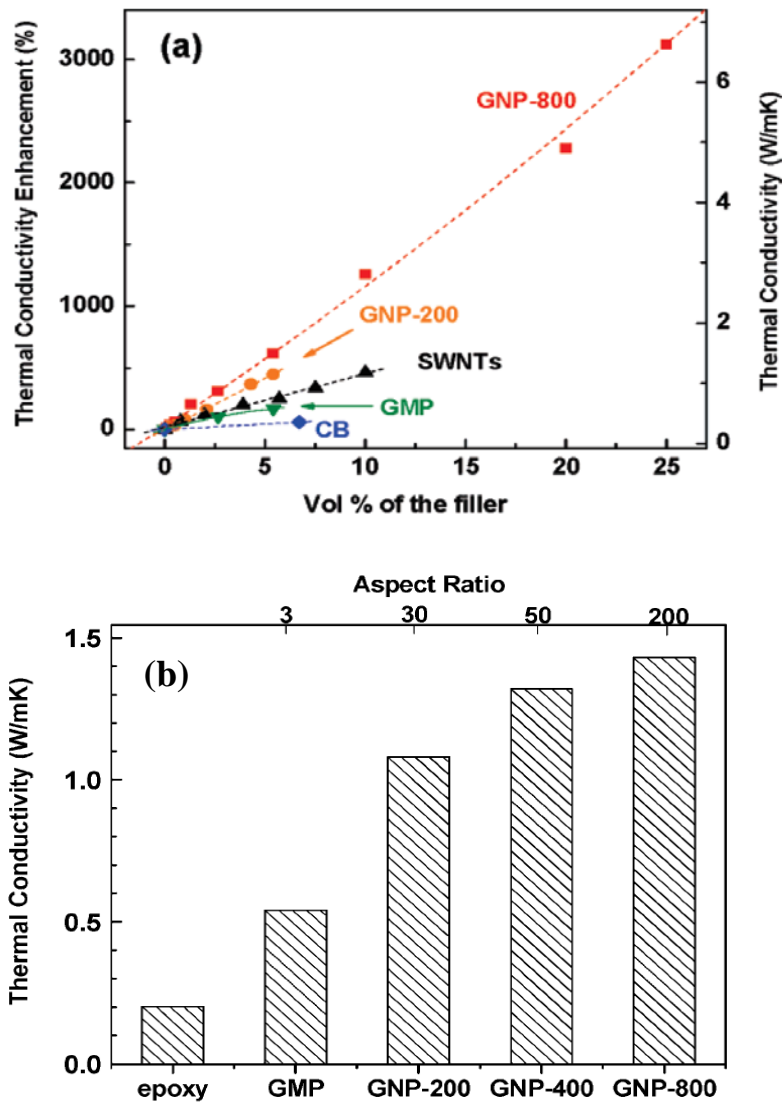 (a)
Thermal Conductivity Enhancement (%)
3000
2000
1000
0
Thermal Conductivity (W/mK)
6
4
2
0
GNP-800
GNP-200
SWNTs
GMP
CB
0 5 10 15 20 25
Vol % of the filler
Aspect Ratio
3 30 50 200
(b)
Thermal Conductivity (W/mK)
1.5
1.0
0.5
0.0
epoxy GMP GNP-200 GNP-400 GNP-800